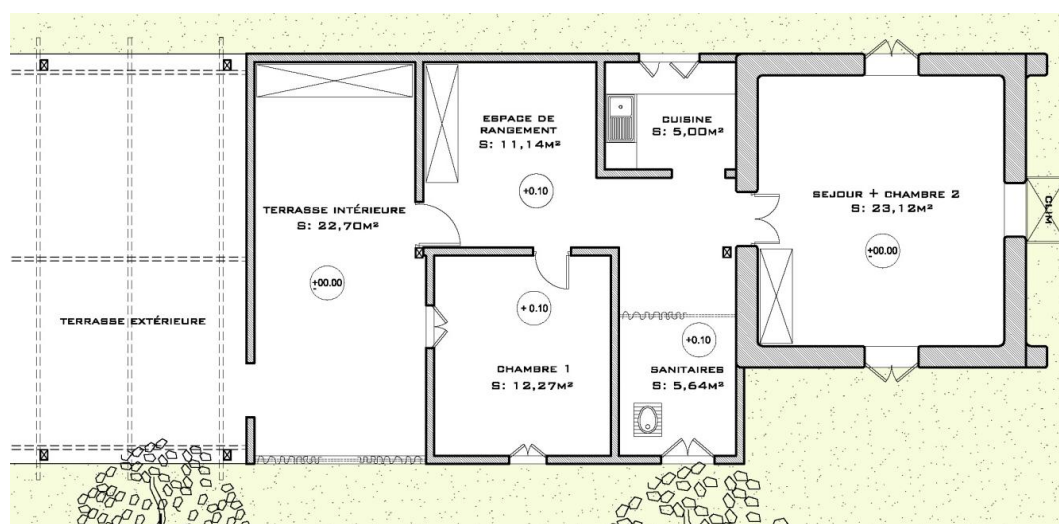 ESPACE DE
RANGEMENT
S: 11,14M²
CUISINE
S: 5,00M²
+0.10
TERRASSE INTÉRIEURE
S: 22,70M²
SEJOUR + CHAMBRE 2
S: 23,12M²
CLIM
±00.00
±00.00
TERRASSE EXTÉRIEURE
+ 0.10
+0.10
CHAMBRE 1
S: 12,27M²
SANITAIRES
S: 5,64M²